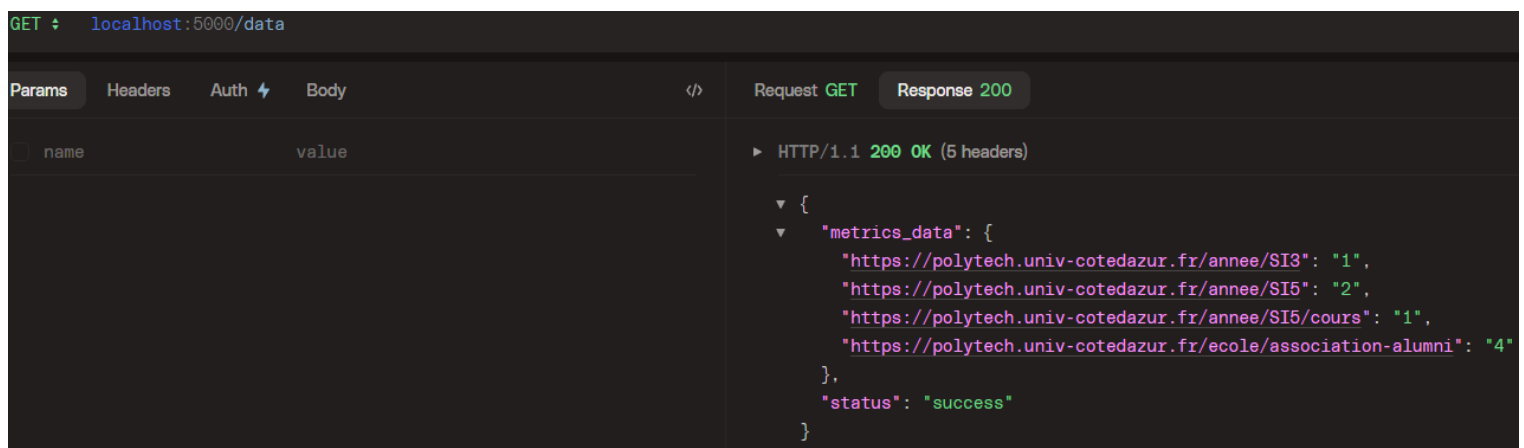 GET localhost:5000/data
Params Headers Auth Body </> Request GET Response 200
name value
HTTP/1.1 200 OK (5 headers)
{
"metrics_data": {
"https://polytech.univ-cotedazur.fr/annee/SI3": "1",
"https://polytech.univ-cotedazur.fr/annee/SI5": "2",
"https://polytech.univ-cotedazur.fr/annee/SI5/cours": "1",
"https://polytech.univ-cotedazur.fr/ecole/association-alumni": "4"
},
"status": "success"
}